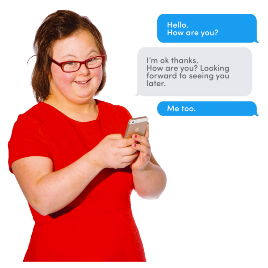 Hello.
How are you?
I'm ok thanks.
How are you? Looking
forward to seeing you
later.
Me too.